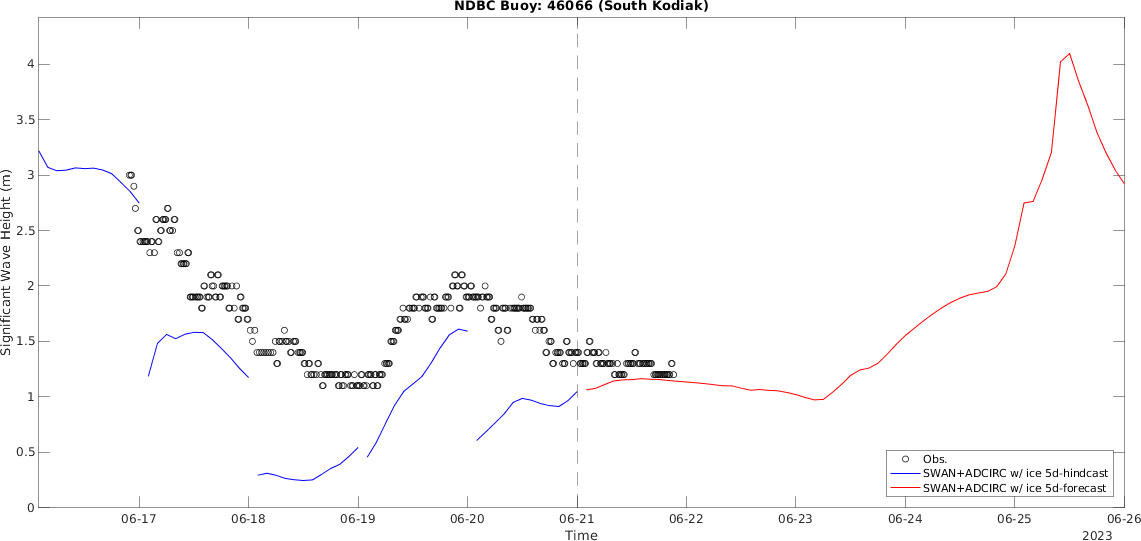 NDBC Buoy: 46066 (South Kodiak)
Significant Wave Height (m)
4
3.5
3
2.5
2
1.5
1
0.5
0
06-17 06-18 06-19 06-20 06-21 06-22 06-23 06-24 06-25 06-26
Time
2023
Obs.
SWAN+ADCIRC w/ ice 5d-hindcast
SWAN+ADCIRC w/ ice 5d-forecast